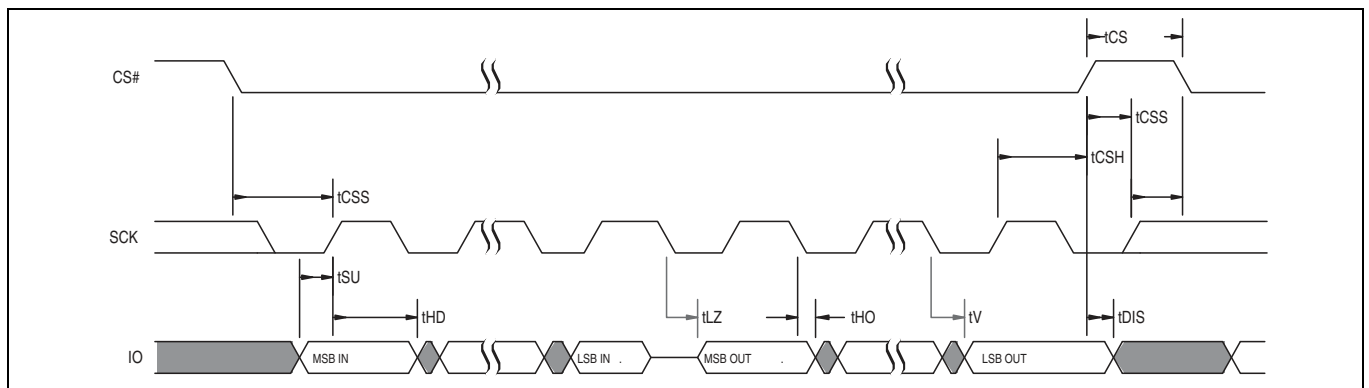 tCS
CS#
tCSS
tCSH
tCSS
SCK
tSU
tHD
tLZ
tHO
tV
tDIS
IO
MSB IN
LSB IN .
MSB OUT .
LSB OUT